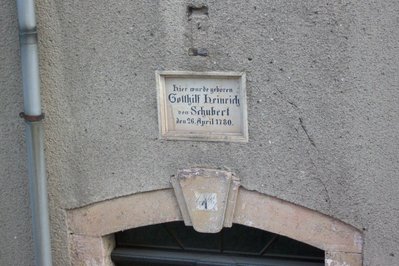 Hier wurde geboren
Gotthilf Heinrich
von Schubert
den 26. April 1780.